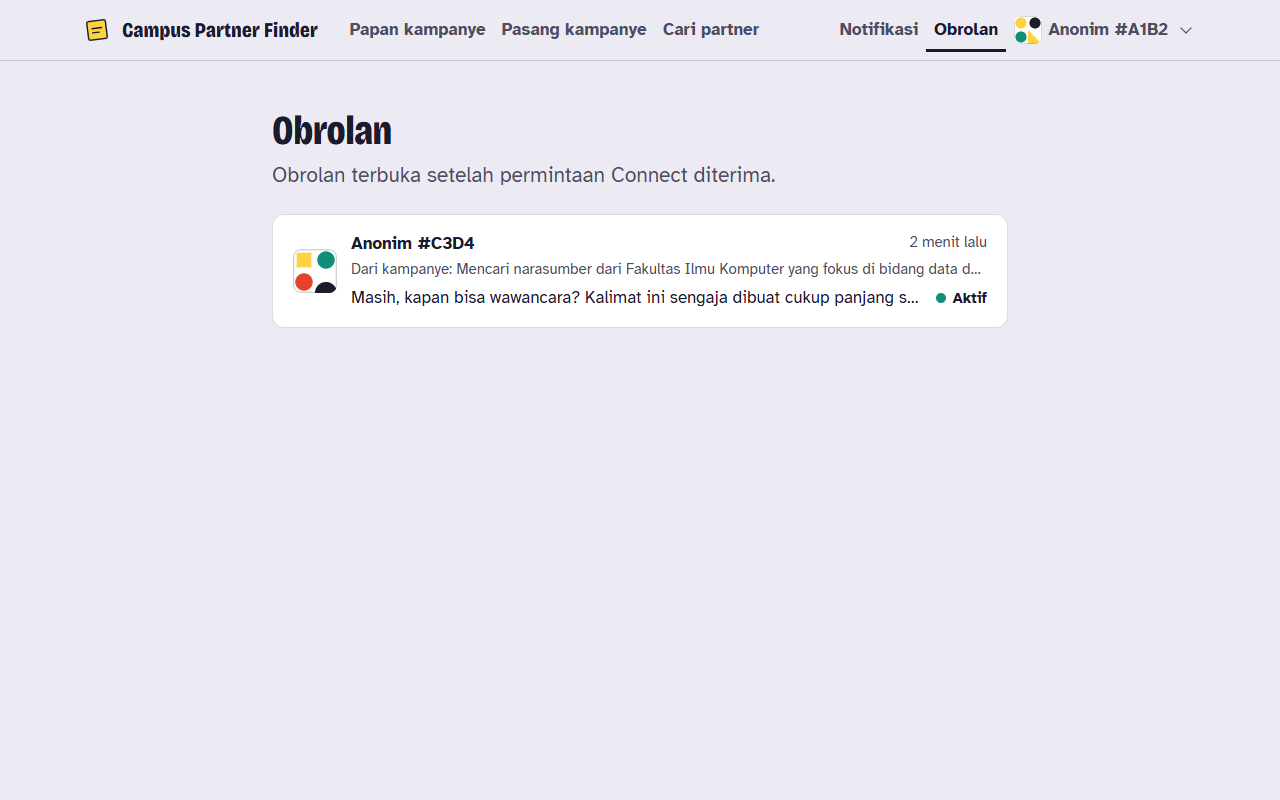 Campus Partner Finder
Papan kampanye
Pasang kampanye
Cari partner
Notifikasi
Obrolan
Anonim #A1B2
Obrolan
Obrolan terbuka setelah permintaan Connect diterima.
Anonim #C3D4
2 menit lalu
Dari kampanye: Mencari narasumber dari Fakultas Ilmu Komputer yang fokus di bidang data d...
Masih, kapan bisa wawancara? Kalimat ini sengaja dibuat cukup panjang s...
Aktif